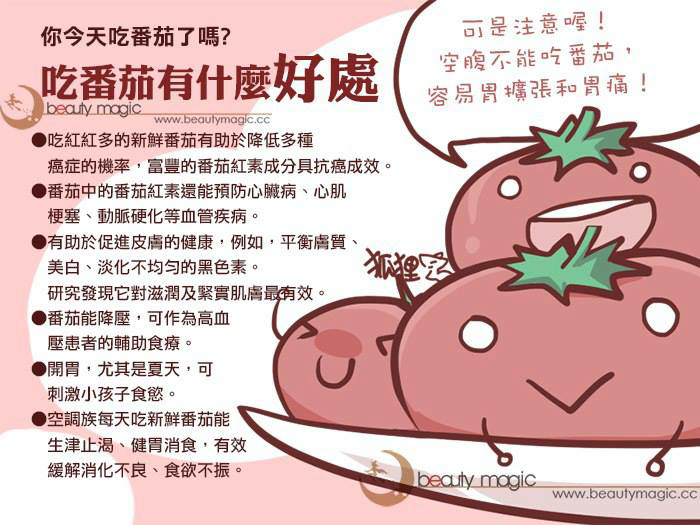 你今天吃番茄了嗎?
吃番茄有什麼好處
beauty magic
www.beautymagic.cc
可是注意喔！
空腹不能吃番茄，
容易胃擴張和胃痛！
●吃紅紅多的新鮮番茄有助於降低多種
癌症的機率，富豐的番茄紅素成分具抗癌成效。
●番茄中的番茄紅素還能預防心臟病、心肌
梗塞、動脈硬化等血管疾病。
●有助於促進皮膚的健康，例如，平衡膚質、
美白、淡化不均勻的黑色素。
研究發現它對滋潤及緊實肌膚最有效。
●番茄能降壓，可作為高血
壓患者的輔助食療。
●開胃，尤其是夏天，可
刺激小孩子食慾。
●空調族每天吃新鮮番茄能
生津止渴、健胃消食，有效
緩解消化不良、食欲不振。
狐狸
beauty magic
www.beautymagic.cc